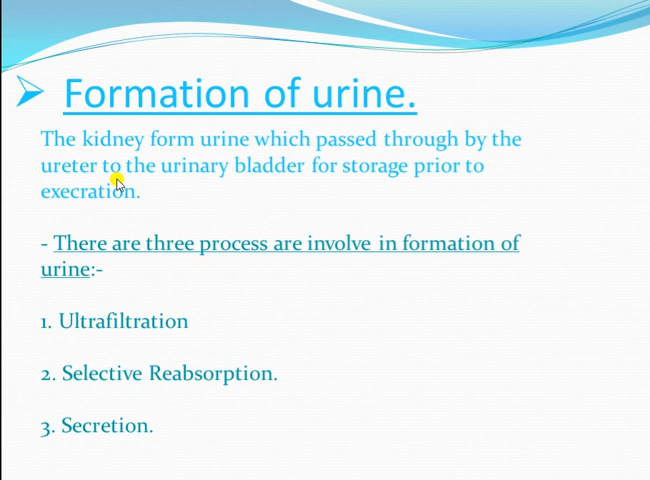 Formation of urine.
The kidney form urine which passed through by the
ureter to the urinary bladder for storage prior to
execration.
- There are three process are involve in formation of
urine:-
1. Ultrafiltration
2. Selective Reabsorption.
3. Secretion.